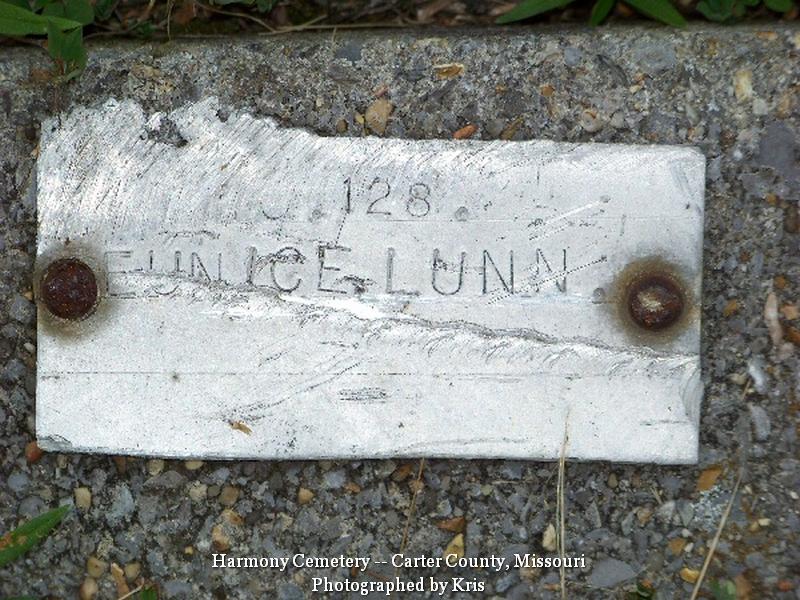 128
EUNICE LUNN
Harmony Cemetery -- Carter County, Missouri
Photographed by Kris